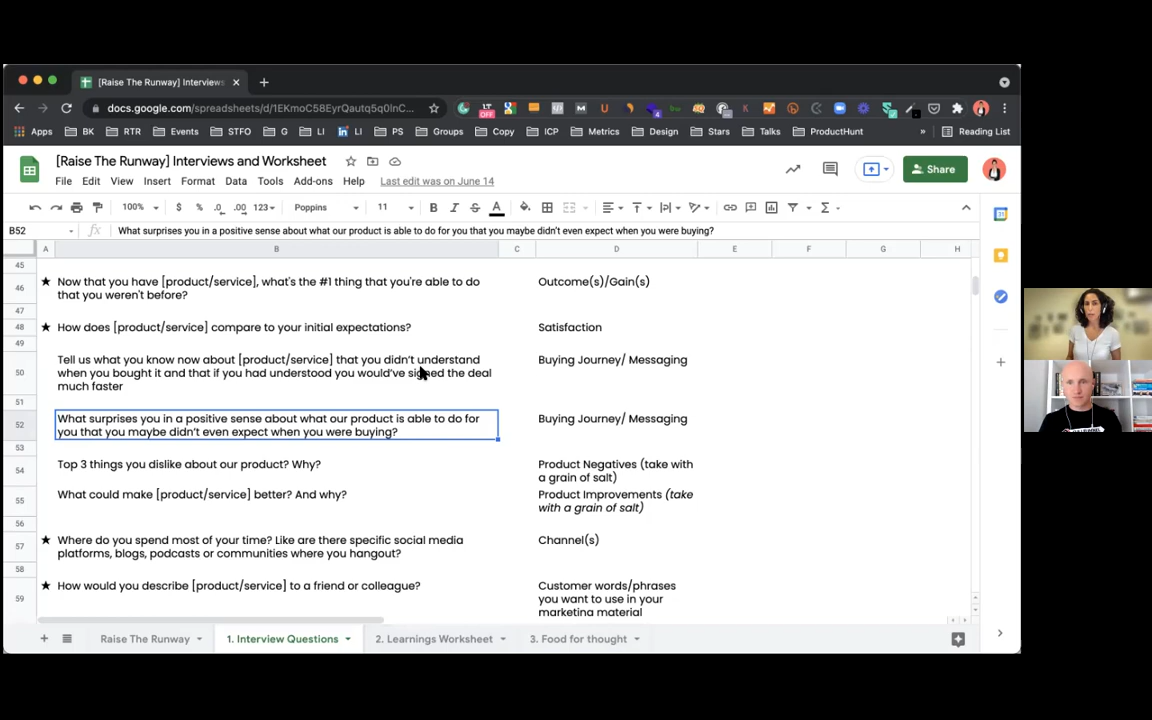 [Raise The Runway] Interviews
docs.google.com/spreadsheets/d/1EKmoC58EyrQautq5q0InC...
LT
OFF
Apps BK RTR Events STFO G LI LI PS Groups Copy ICP Metrics Design Stars Talks ProductHunt » Reading List
[Raise The Runway] Interviews and Worksheet
File Edit View Insert Format Data Tools Add-ons Help Last edit was on June 14
Share
100% $ % .0 .00 123 Poppins 11 B I S A
B52 fx What surprises you in a positive sense about what our product is able to do for you that you maybe didn't even expect when you were buying?
A B C D E F G H
45
46 ★ Now that you have [product/service], what's the #1 thing that you're able to do Outcome(s)/Gain(s)
that you weren't before?
47
48 ★ How does [product/service] compare to your initial expectations? Satisfaction
49
Tell us what you know now about [product/service] that you didn't understand Buying Journey/ Messaging
50 when you bought it and that if you had understood you would've signed the deal
much faster
51
52 What surprises you in a positive sense about what our product is able to do for Buying Journey/ Messaging
you that you maybe didn't even expect when you were buying?
53
54 Top 3 things you dislike about our product? Why? Product Negatives (take with
a grain of salt)
55 What could make [product/service] better? And why? Product Improvements (take
with a grain of salt)
56
57 ★ Where do you spend most of your time? Like are there specific social media Channel(s)
platforms, blogs, podcasts or communities where you hangout?
58
★ How would you describe [product/service] to a friend or colleague? Customer words/phrases
59 you want to use in your
marketing material
Raise The Runway 1. Interview Questions 2. Learnings Worksheet 3. Food for thought